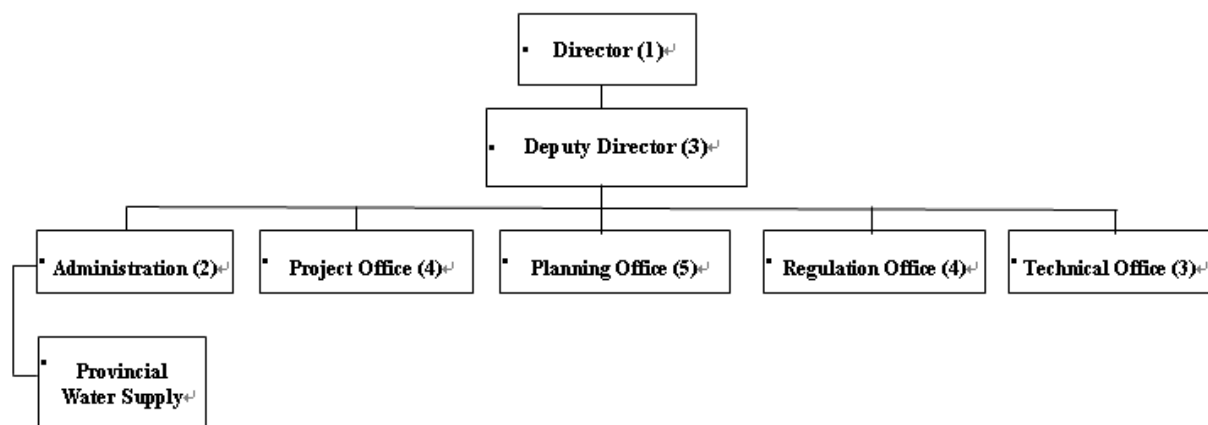 Director (1)
Deputy Director (3)
Administration (2)
Project Office (4)
Planning Office (5)
Regulation Office (4)
Technical Office (3)
Provincial
Water Supply